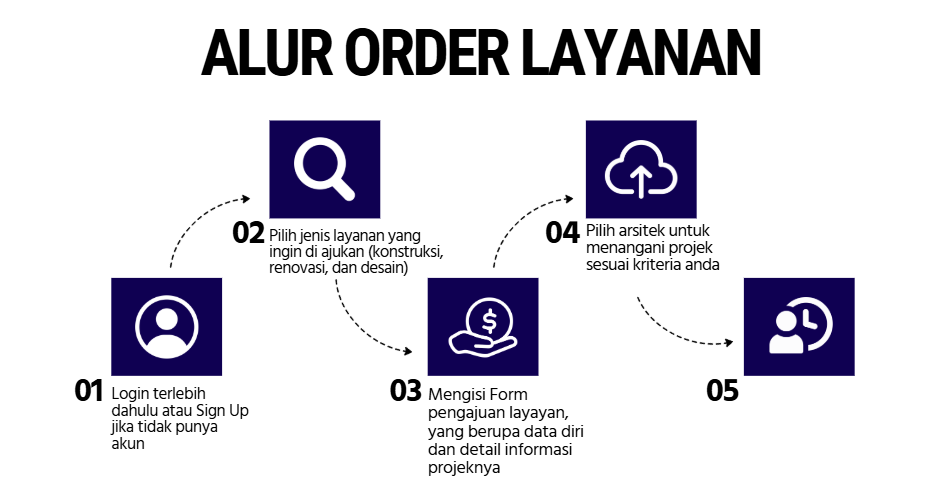 ALUR ORDER LAYANAN
01
Login terlebih
dahulu atau Sign Up
jika tidak punya
akun
02
Pilih jenis layanan yang
ingin di ajukan (konstruksi,
renovasi, dan desain)
03
Mengisi Form
pengajuan layayan,
yang berupa data diri
dan detail informasi
projeknya
04
Pilih arsitek untuk
menangani projek
sesuai kriteria anda
05
$